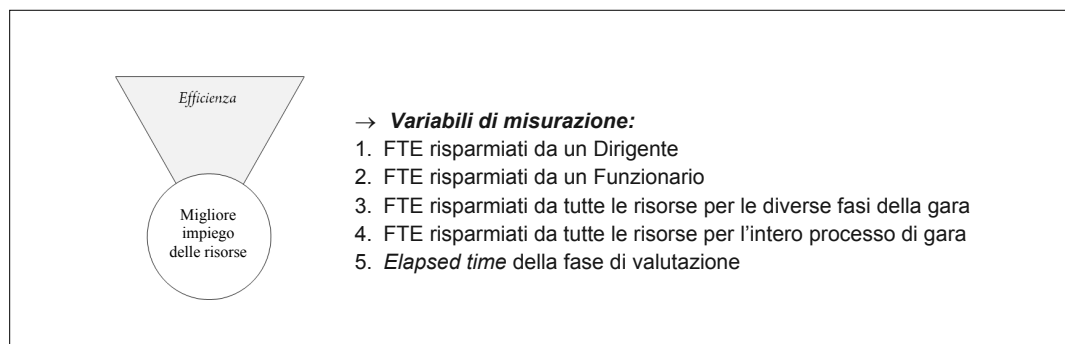 Efficienza
Migliore
impiego
delle risorse
→ Variabili di misurazione:
1. FTE risparmiati da un Dirigente
2. FTE risparmiati da un Funzionario
3. FTE risparmiati da tutte le risorse per le diverse fasi della gara
4. FTE risparmiati da tutte le risorse per l’intero processo di gara
5. Elapsed time della fase di valutazione